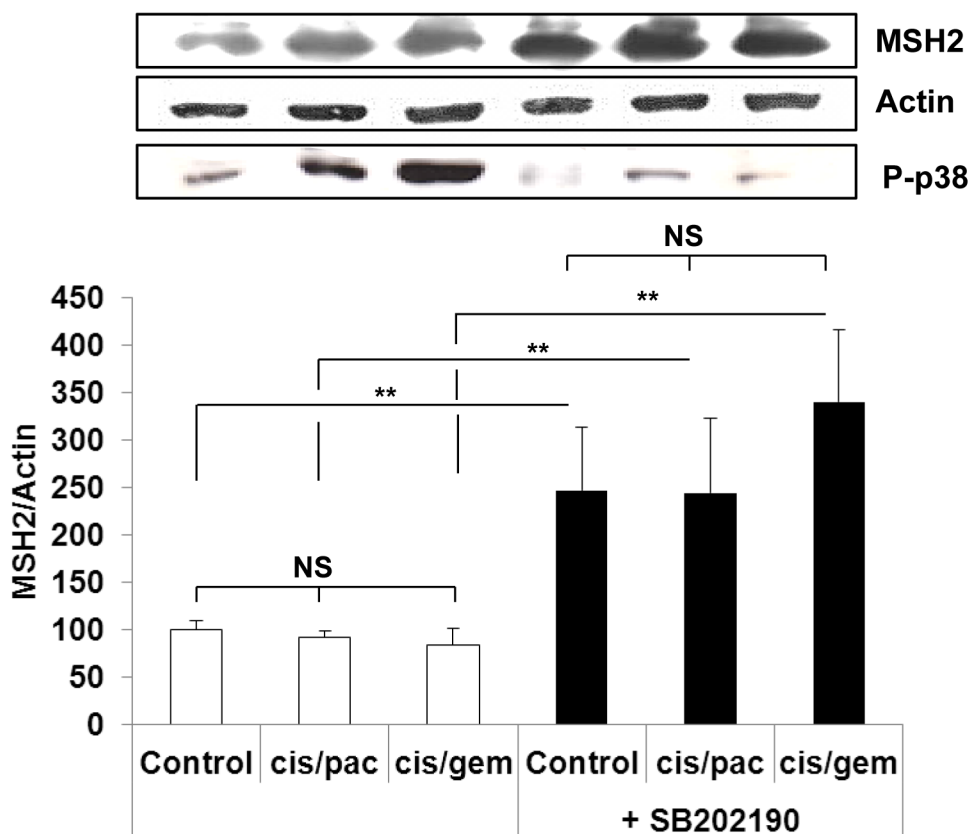 MSH2
Actin
P-p38
NS
**
**
**
NS
MSH2/Actin
450
400
350
300
250
200
150
100
50
0
Control cis/pac cis/gem Control cis/pac cis/gem
+ SB202190